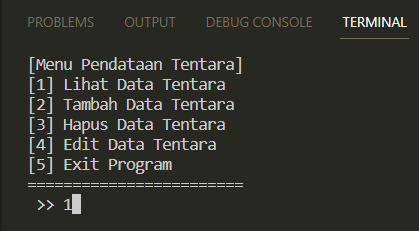 PROBLEMS OUTPUT DEBUG CONSOLE TERMINAL
[Menu Pendataan Tentara]
[1] Lihat Data Tentara
[2] Tambah Data Tentara
[3] Hapus Data Tentara
[4] Edit Data Tentara
[5] Exit Program
========================
>> 1